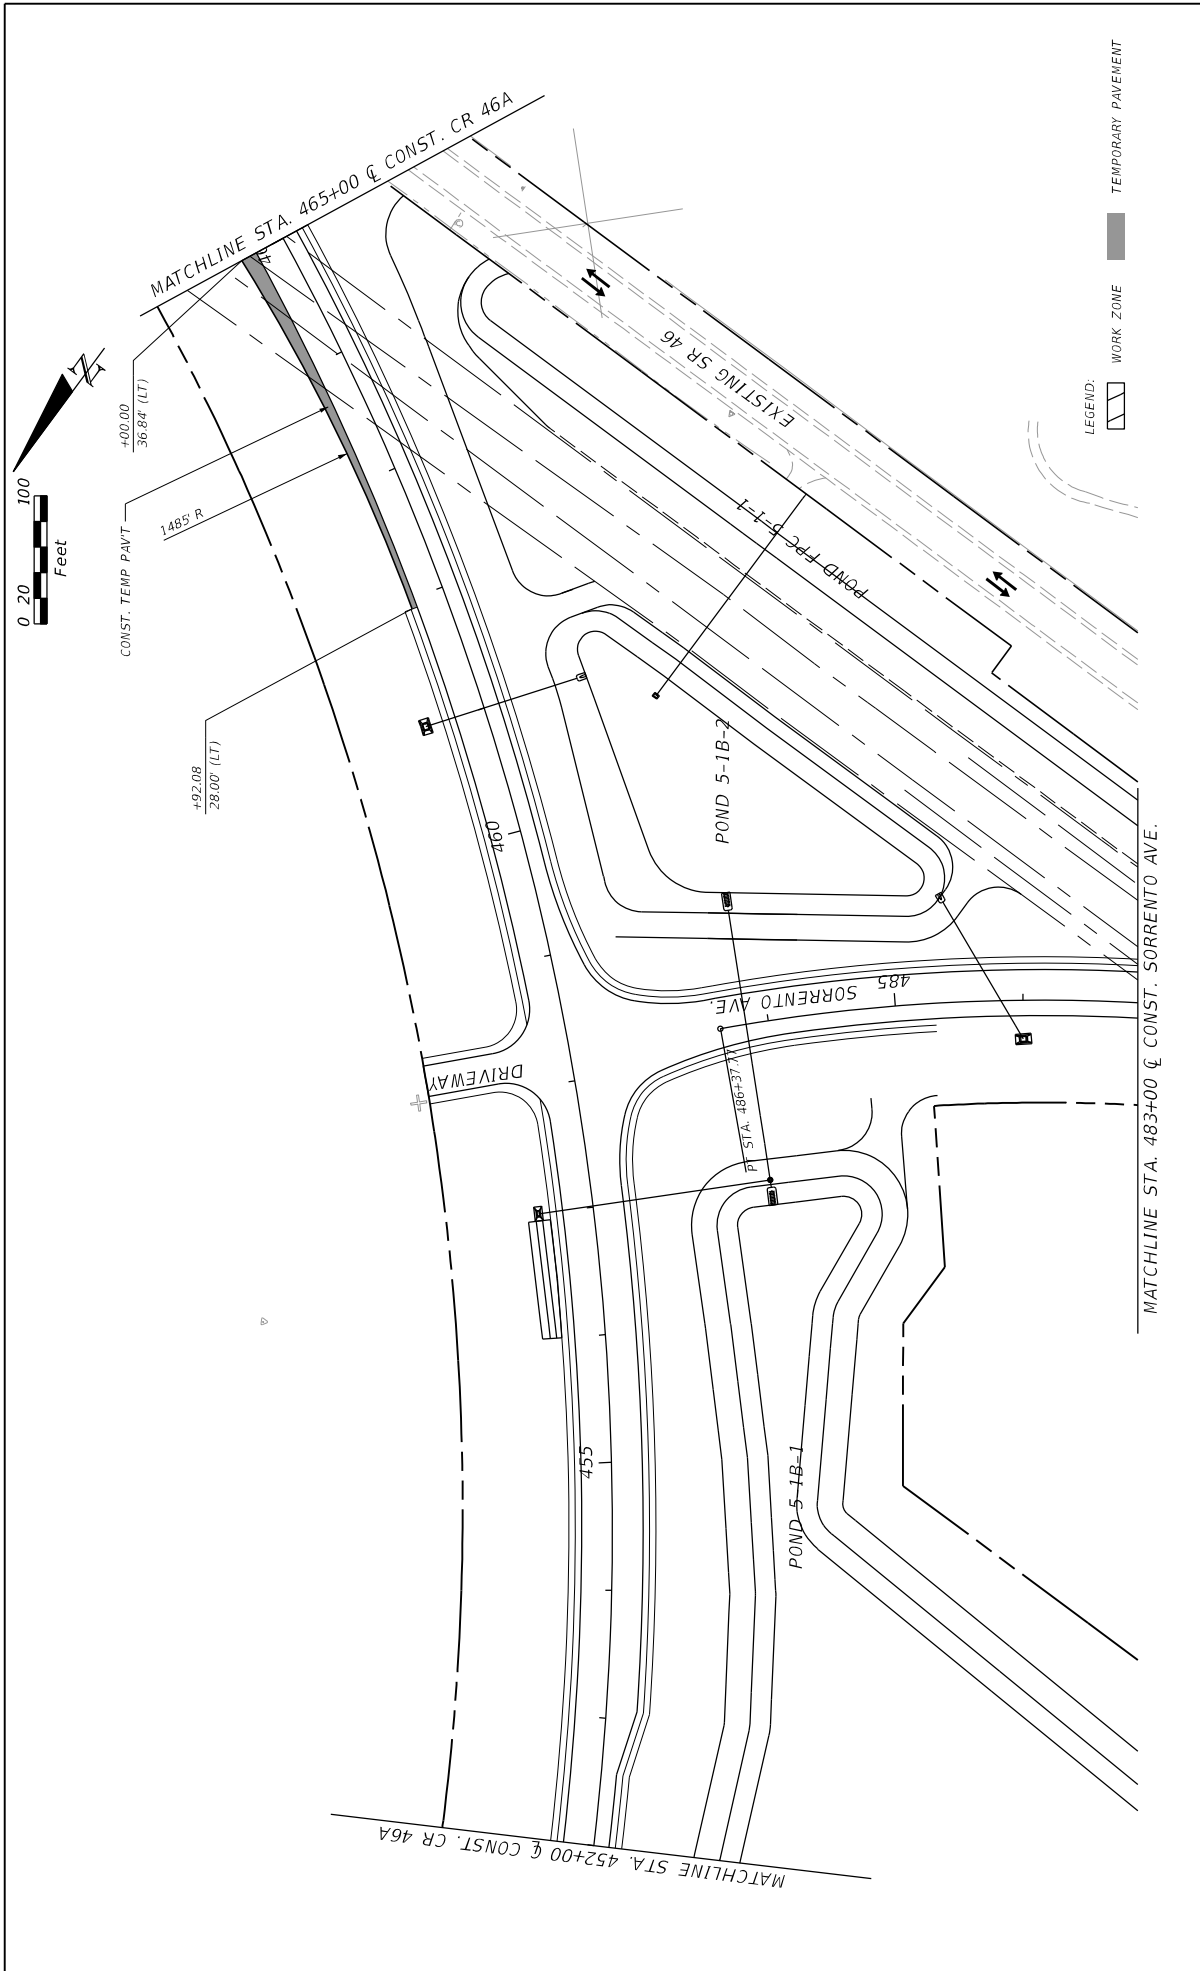 MATCHLINE STA. 465+00 ℄ CONST. CR 46A
TEMPORARY PAVEMENT
WORK ZONE
LEGEND:
N
+00.00
36.84' (LT)
CONST. TEMP PAV'T
1485' R
0 20 100
Feet
EXISTING SR 46
POND FPC 5-1-1
+92.08
28.00' (LT)
POND 5-1B-2
460
485
SORRENTO AVE.
DRIVEWAY
PT STA. 486+37.77
MATCHLINE STA. 483+00 ℄ CONST. SORRENTO AVE.
455
POND 5-1B-1
MATCHLINE STA. 452+00 ℄ CONST. CR 46A